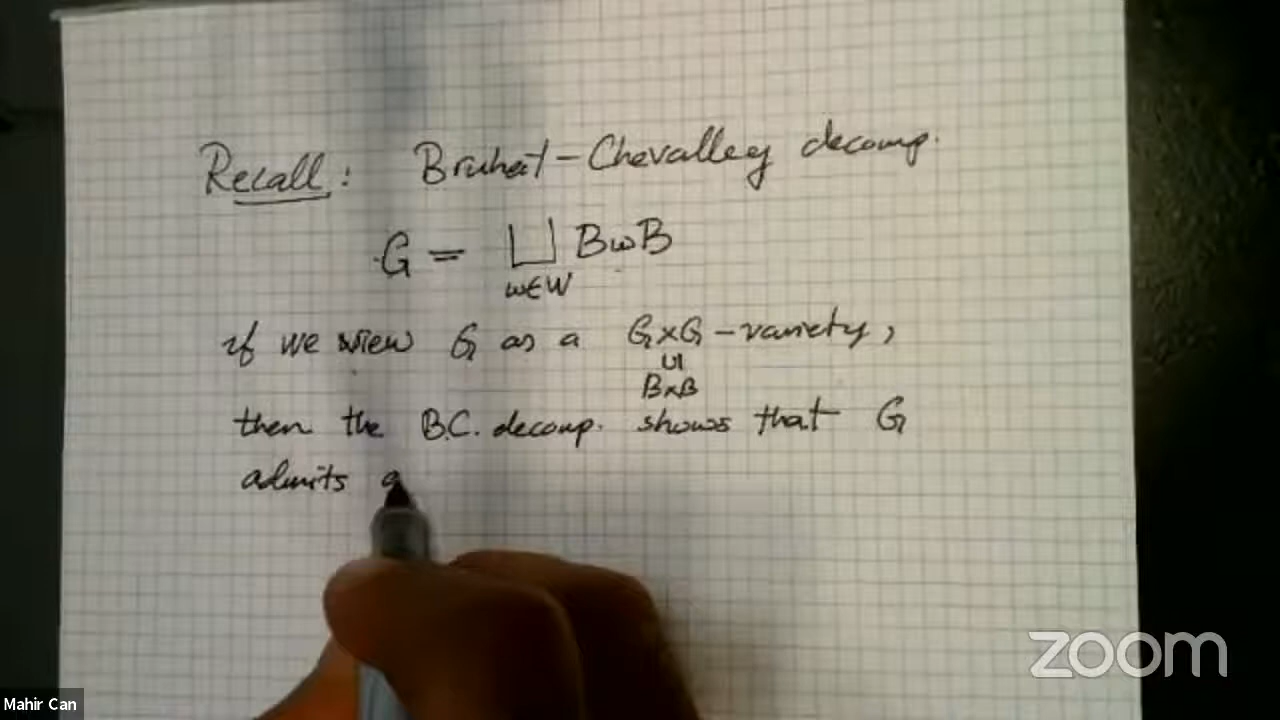 Recall: Bruhat - Chevalley decomp.
G = ⊔ BwB
w∈W
if we view G as a G×G - variety,
∪ı
B×B
then the B.C. decomp. shows that G
admits a
zoom
Mahir Can